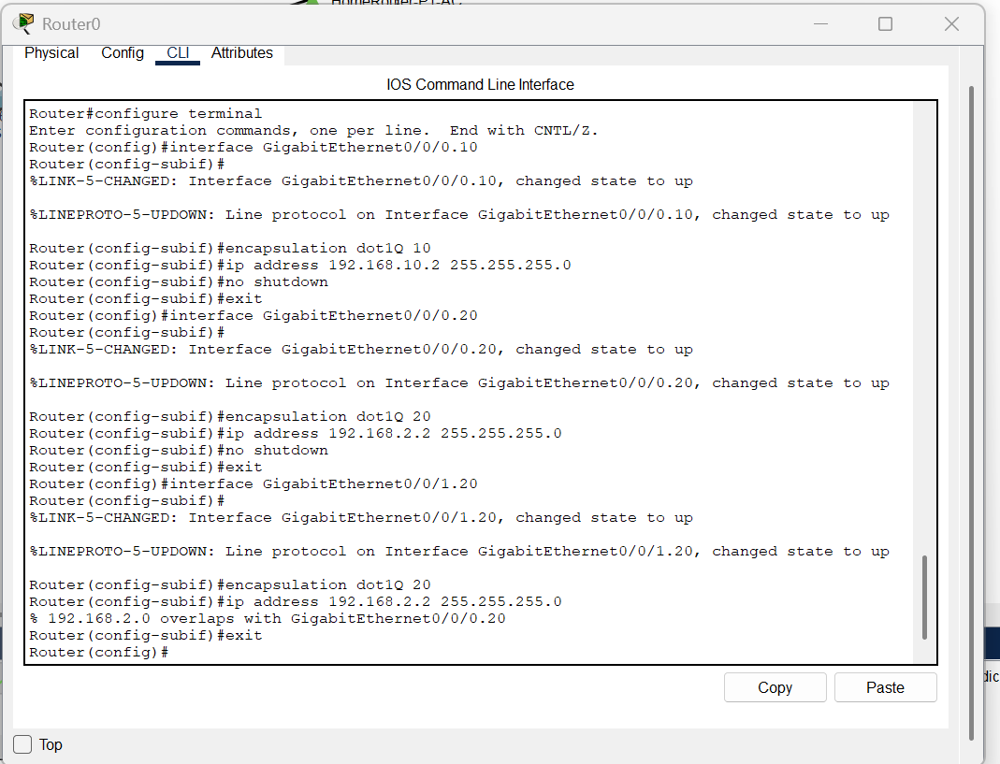 HomeRouter-PT-AC
Router0
Physical Config CLI Attributes
IOS Command Line Interface
Router#configure terminal
Enter configuration commands, one per line.  End with CNTL/Z.
Router(config)#interface GigabitEthernet0/0/0.10
Router(config-subif)#
%LINK-5-CHANGED: Interface GigabitEthernet0/0/0.10, changed state to up
%LINEPROTO-5-UPDOWN: Line protocol on Interface GigabitEthernet0/0/0.10, changed state to up
Router(config-subif)#encapsulation dot1Q 10
Router(config-subif)#ip address 192.168.10.2 255.255.255.0
Router(config-subif)#no shutdown
Router(config-subif)#exit
Router(config)#interface GigabitEthernet0/0/0.20
Router(config-subif)#
%LINK-5-CHANGED: Interface GigabitEthernet0/0/0.20, changed state to up
%LINEPROTO-5-UPDOWN: Line protocol on Interface GigabitEthernet0/0/0.20, changed state to up
Router(config-subif)#encapsulation dot1Q 20
Router(config-subif)#ip address 192.168.2.2 255.255.255.0
Router(config-subif)#no shutdown
Router(config-subif)#exit
Router(config)#interface GigabitEthernet0/0/1.20
Router(config-subif)#
%LINK-5-CHANGED: Interface GigabitEthernet0/0/1.20, changed state to up
%LINEPROTO-5-UPDOWN: Line protocol on Interface GigabitEthernet0/0/1.20, changed state to up
Router(config-subif)#encapsulation dot1Q 20
Router(config-subif)#ip address 192.168.2.2 255.255.255.0
% 192.168.2.0 overlaps with GigabitEthernet0/0/0.20
Router(config-subif)#exit
Router(config)#
Copy Paste
Top